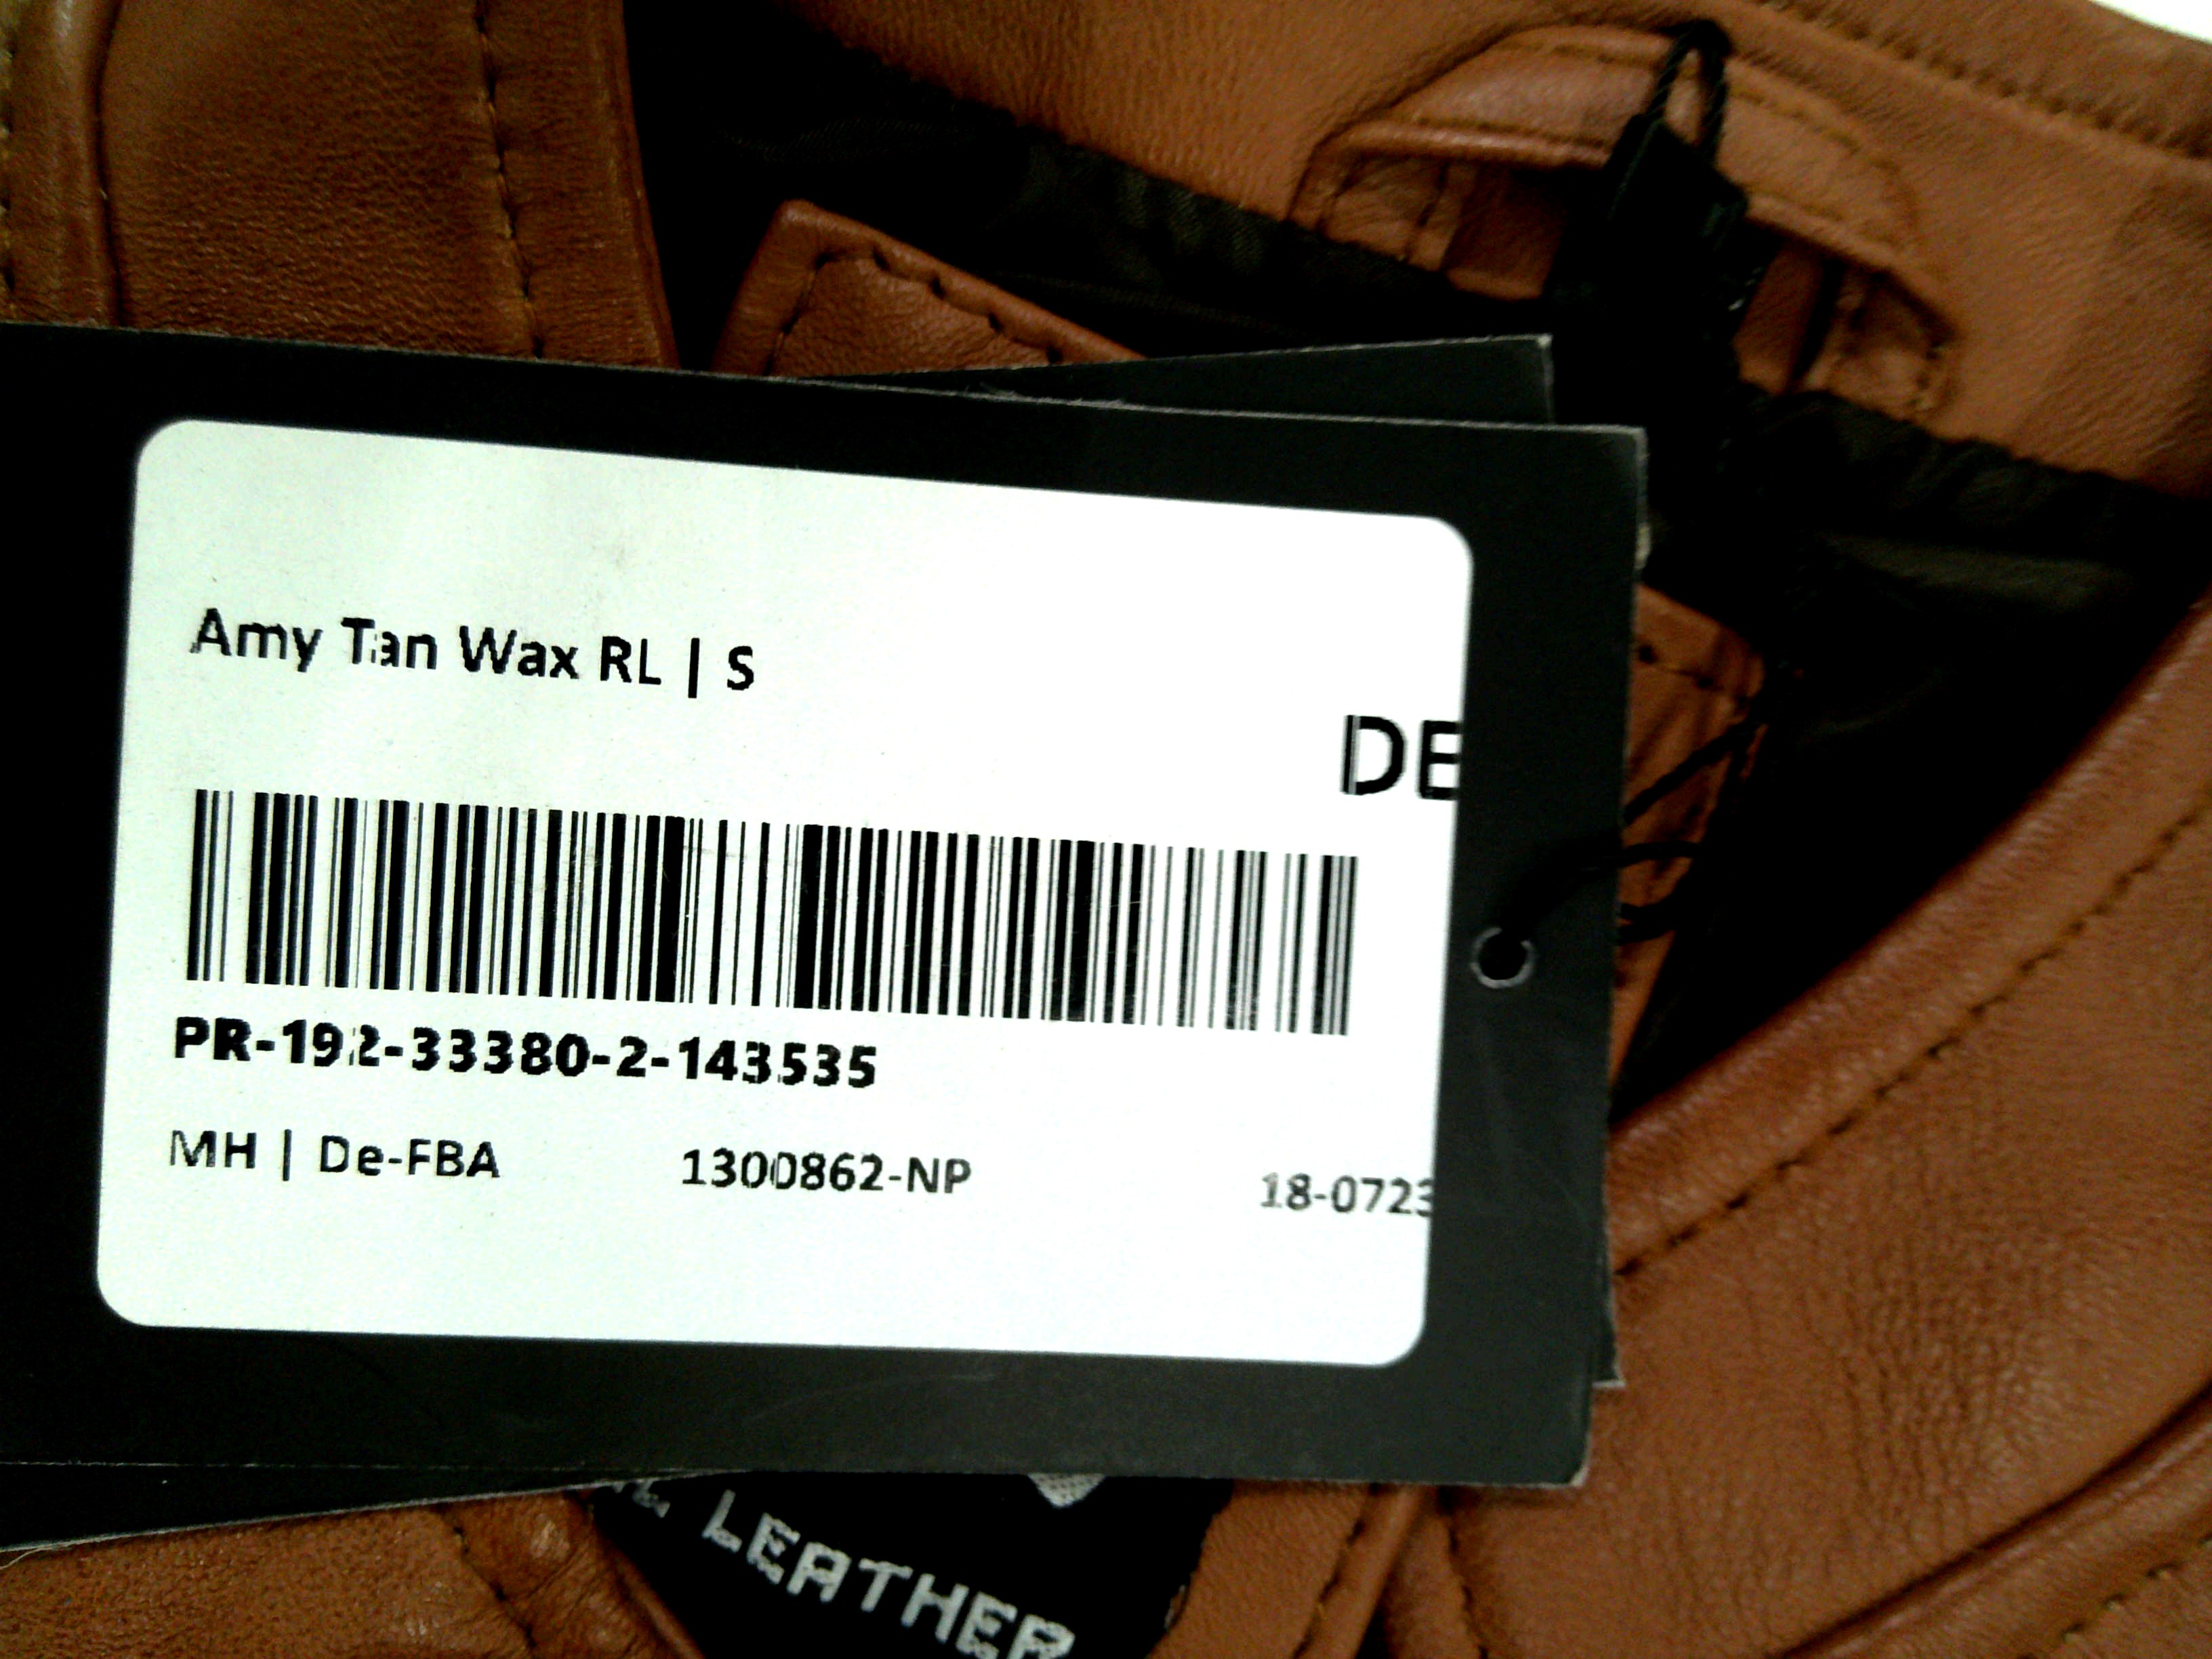 Amy Tan Wax RL | S
DE
PR-192-33380-2-143535
MH | De-FBA 1300862-NP 18-0723
LEATHER